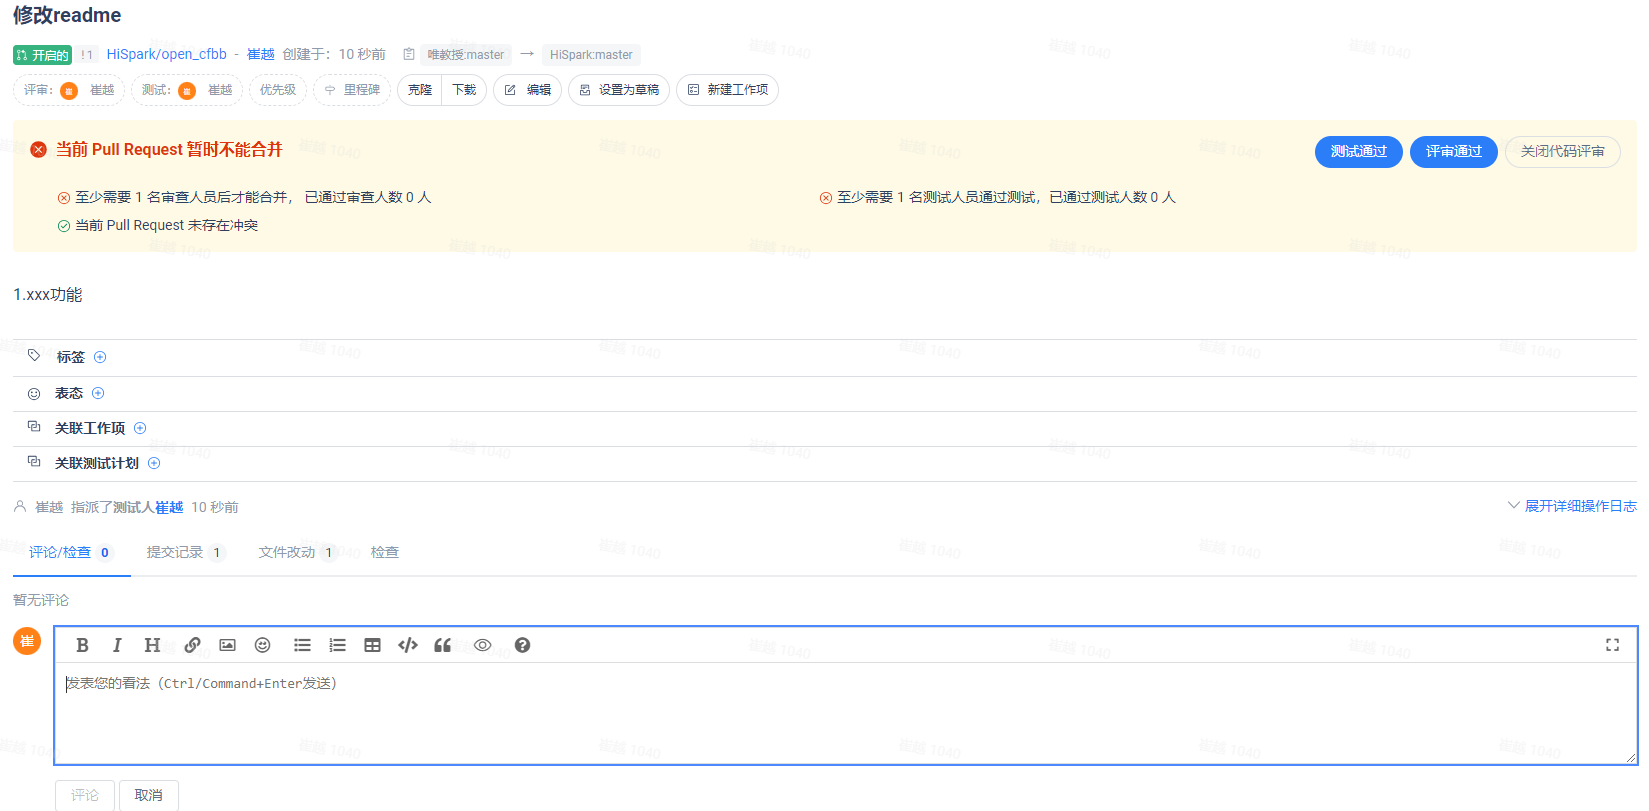 修改readme
开启的 !1 HiSpark/open_cfbb - 崔越 创建于：10 秒前 唯教授:master → HiSpark:master
评审： 崔 崔越 测试： 崔 崔越 优先级 里程碑 克隆 下载 编辑 设置为草稿 新建工作项
当前 Pull Request 暂时不能合并 测试通过 评审通过 关闭代码评审
至少需要 1 名审查人员后才能合并， 已通过审查人数 0 人 至少需要 1 名测试人员通过测试，已通过测试人数 0 人
当前 Pull Request 未存在冲突
1.xxx功能
标签
表态
关联工作项
关联测试计划
崔越 指派了测试人崔越 10 秒前 展开详细操作日志
评论/检查 0 提交记录 1 文件改动 1 检查
暂无评论
崔 B I H
发表您的看法（Ctrl/Command+Enter发送）
评论 取消
崔越 1040